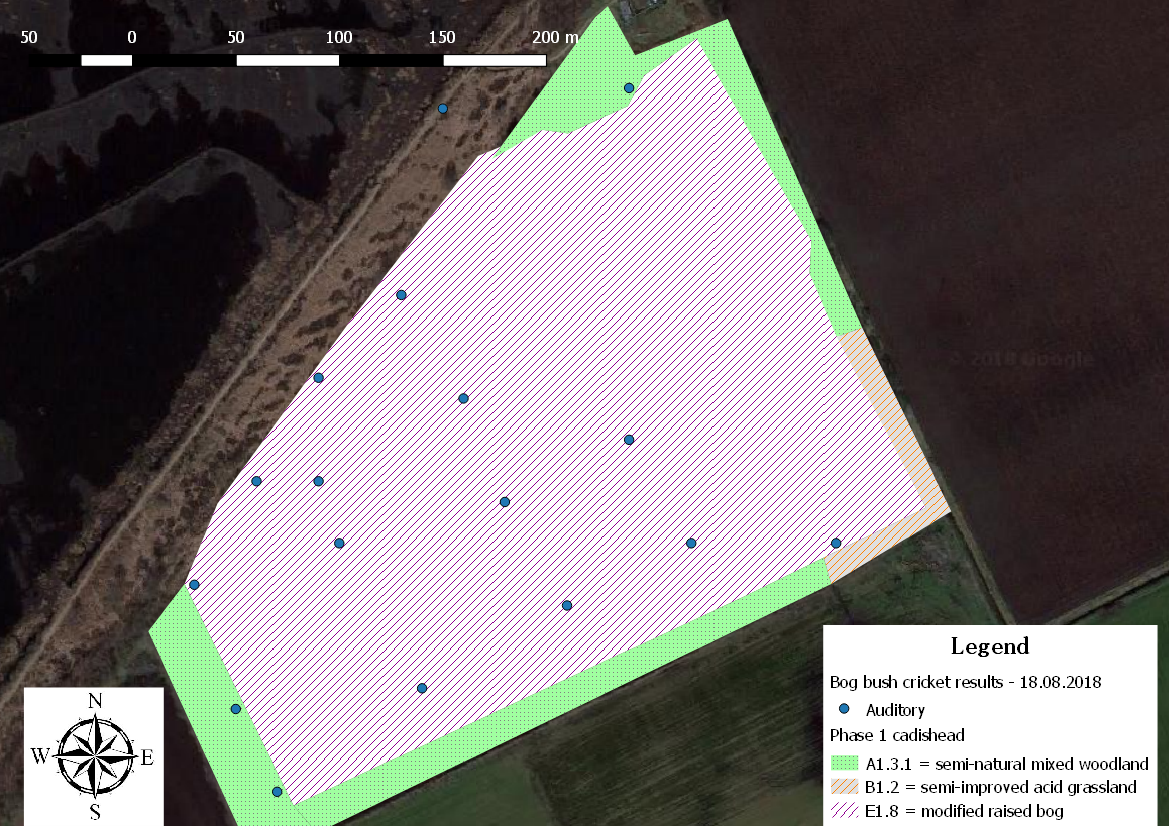 50 0 50 100 150 200 m
© 2018 Google
N
W E
S
Legend
Bog bush cricket results - 18.08.2018
Auditory
Phase 1 cadishead
A1.3.1 = semi-natural mixed woodland
B1.2 = semi-improved acid grassland
E1.8 = modified raised bog